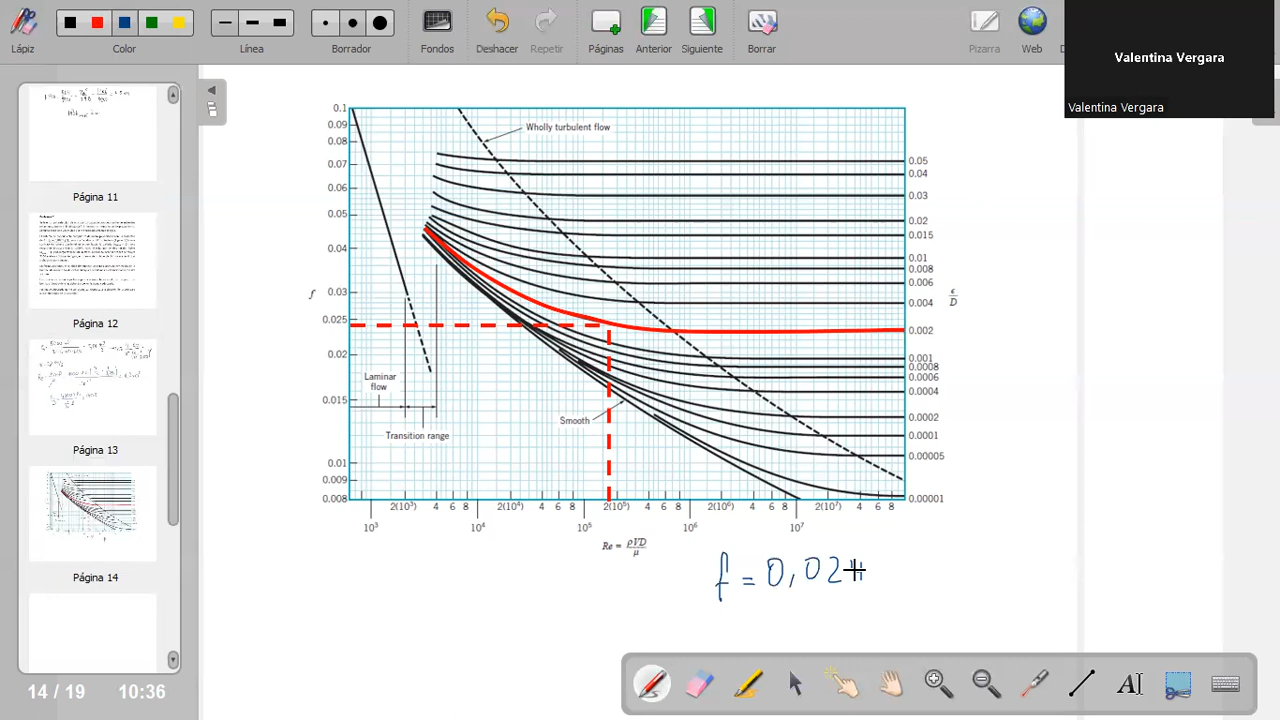 Lápiz
Color
Línea
Borrador
Fondos
Deshacer
Repetir
Páginas
Anterior
Siguiente
Borrar
Pizarra
Web
Valentina Vergara
Valentina Vergara
Página 11
Página 12
Página 13
Página 14
14 / 19
10:36
0.1
0.09
0.08
0.07
0.06
0.05
0.04
f
0.03
0.025
0.02
0.015
0.01
0.009
0.008
Wholly turbulent flow
Laminar
flow
Transition range
Smooth
0.05
0.04
0.03
0.02
0.015
0.01
0.008
0.006
0.004
ϵ
D
0.002
0.001
0.0008
0.0006
0.0004
0.0002
0.0001
0.00005
0.00001
2(10³) 4 6 8 2(10⁴) 4 6 8 2(10⁵) 4 6 8 2(10⁶) 4 6 8 2(10⁷) 4 6 8
10³ 10⁴ 10⁵ 10⁶ 10⁷
Re = ρVD/μ
f = 0,024